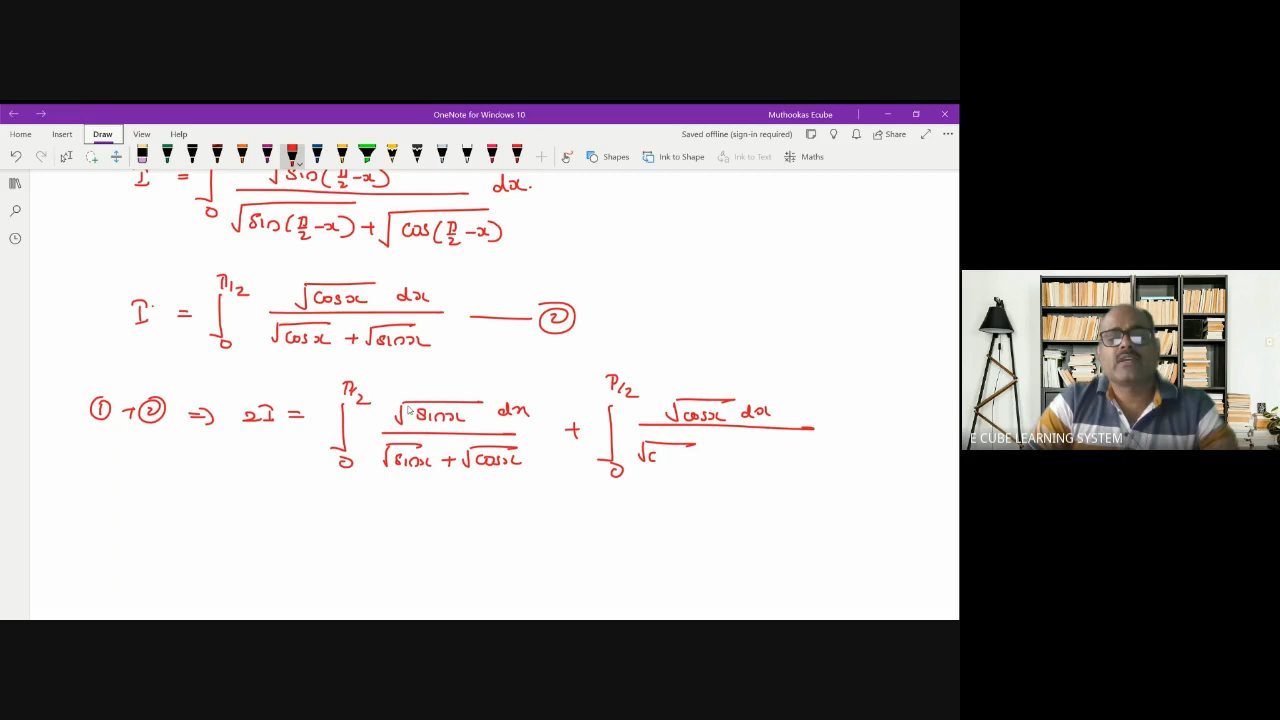 OneNote for Windows 10
Muthookas Ecube
Home Insert Draw View Help
Saved offline (sign-in required) Share
Shapes Ink to Shape Ink to Text Maths
I = ∫₀ √sin(π/2-x) / √sin(π/2-x) + √cos(π/2-x) dx.
I = ∫₀^π/2 √cosx dx / √cosx + √sinx —— ②
① + ② ⇒ 2I = ∫₀^π/2 √sinx dx / √sinx + √cosx + ∫₀^π/2 √cosx dx / √c
E CUBE LEARNING SYSTEM